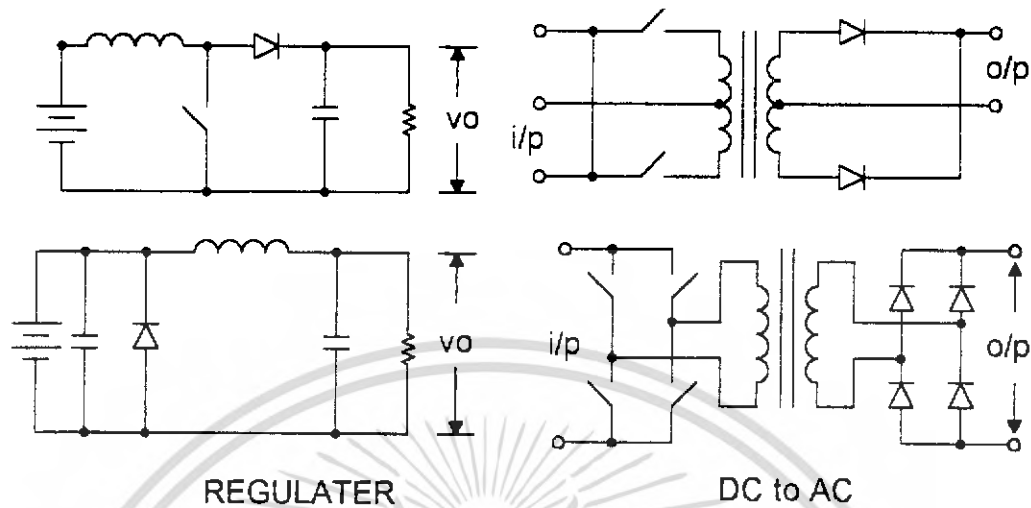 vo
i/p
o/p
vo
i/p
o/p
REGULATER
DC to AC